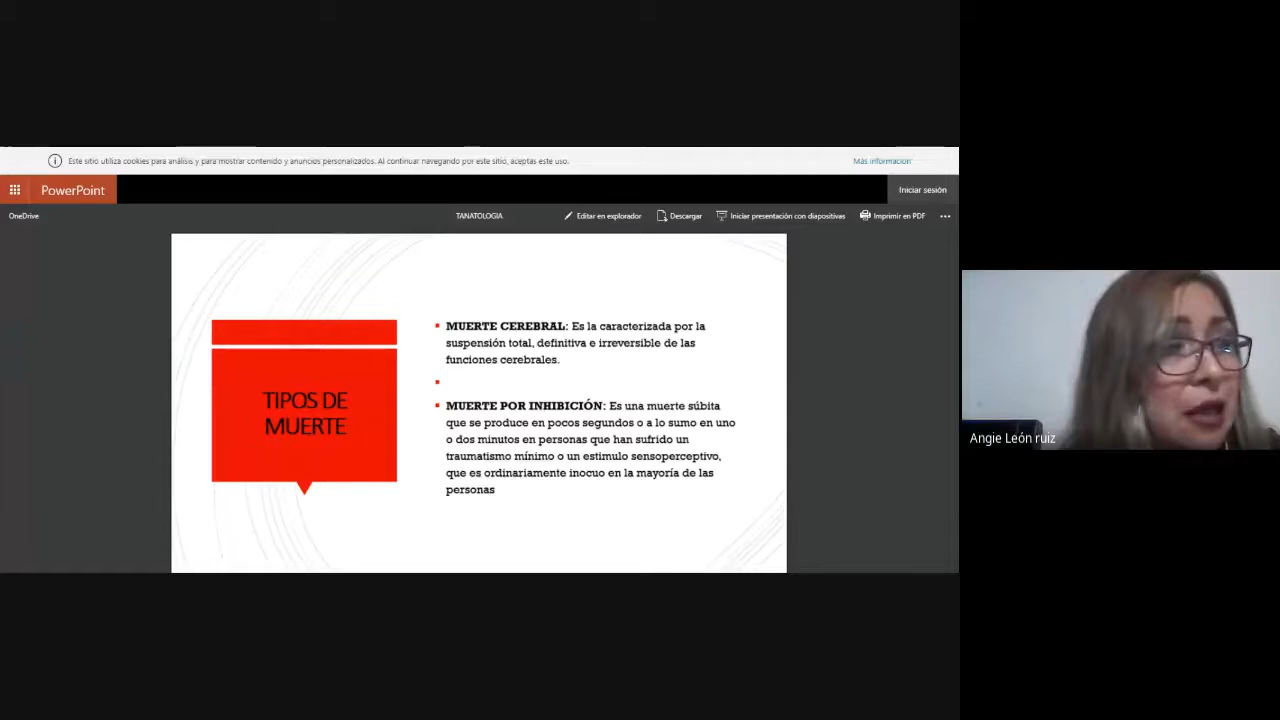 Este sitio utiliza cookies para análisis y para mostrar contenido y anuncios personalizados. Al continuar navegando por este sitio, aceptas este uso.
Más información
PowerPoint
Iniciar sesión
OneDrive
TANATOLOGIA
Editar en explorador
Descargar
Iniciar presentación con diapositivas
Imprimir en PDF
TIPOS DE
MUERTE
MUERTE CEREBRAL: Es la caracterizada por la
suspensión total, definitiva e irreversible de las
funciones cerebrales.
MUERTE POR INHIBICIÓN: Es una muerte súbita
que se produce en pocos segundos o a lo sumo en uno
o dos minutos en personas que han sufrido un
traumatismo mínimo o un estimulo sensoperceptivo,
que es ordinariamente inocuo en la mayoría de las
personas
Angie León ruiz